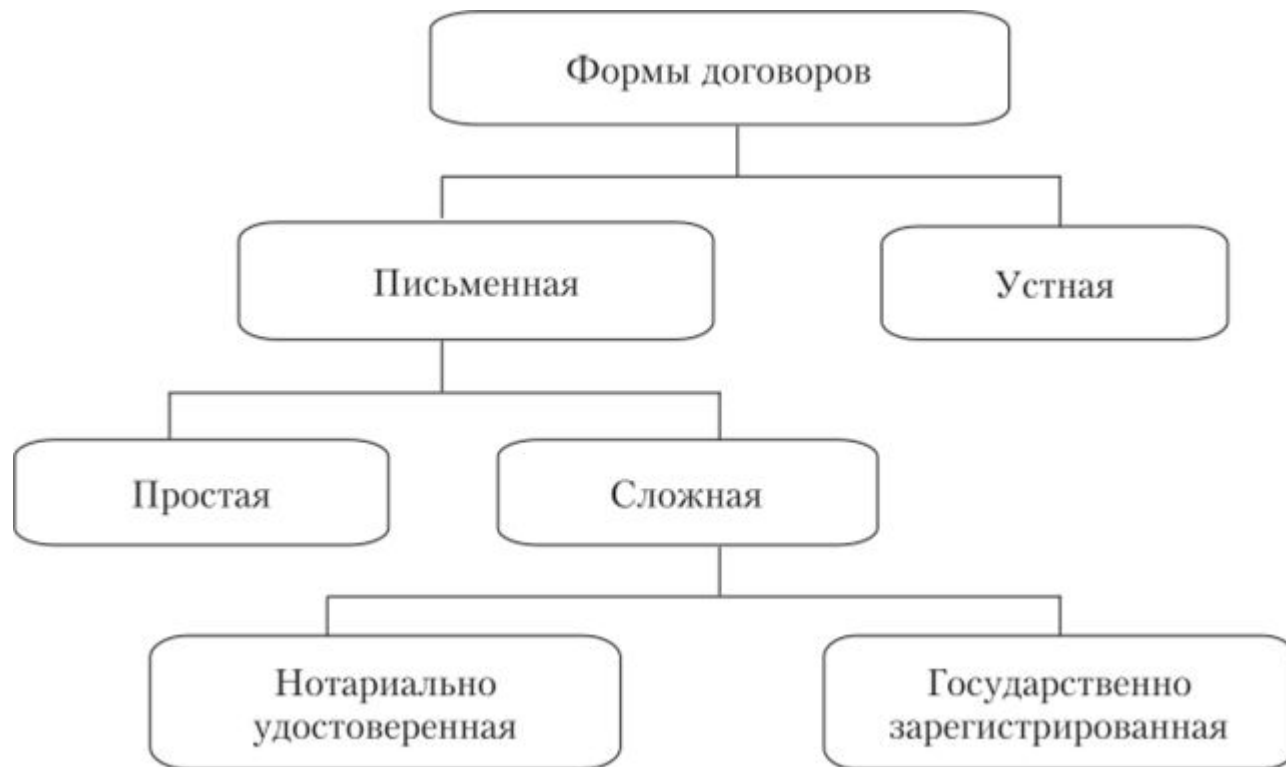 Формы договоров
Письменная
Устная
Простая
Сложная
Нотариально
удостоверенная
Государственно
зарегистрированная